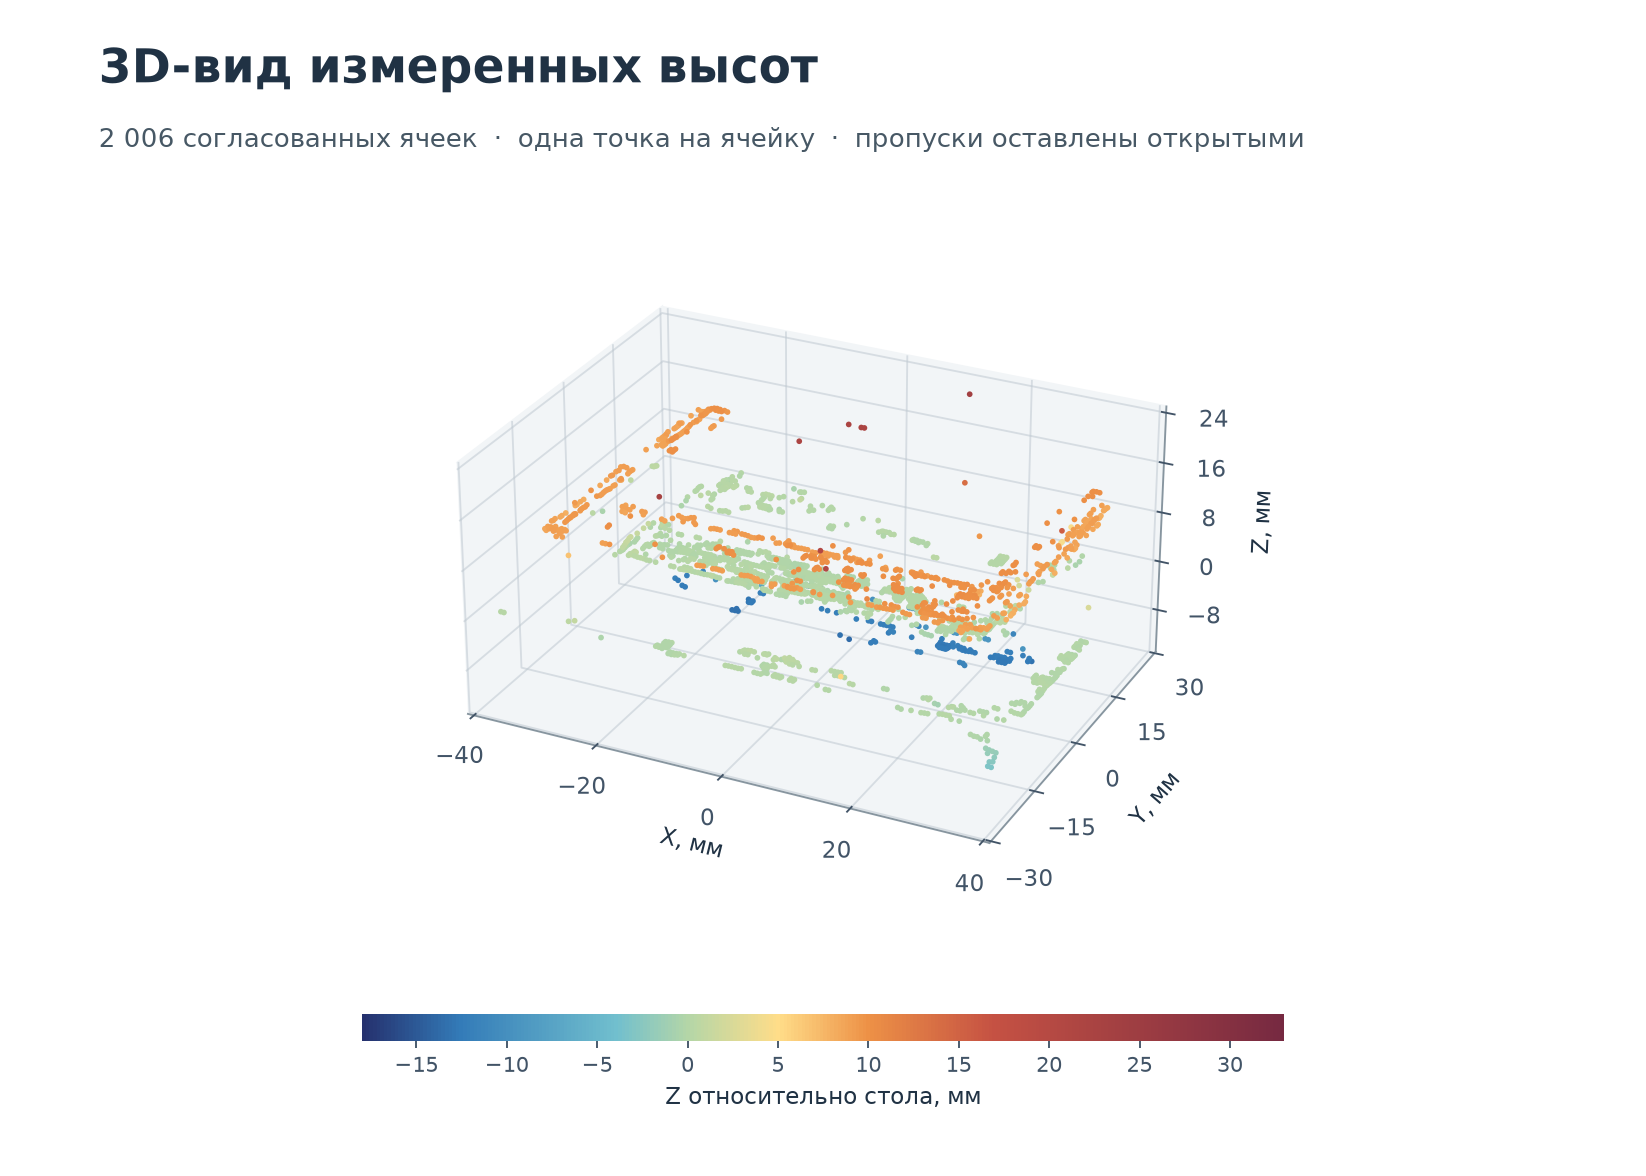 3D-вид измеренных высот
2 006 согласованных ячеек · одна точка на ячейку · пропуски оставлены открытыми
24
16
8
0
−8
Z, мм
30
15
0
−15
−30
Y, мм
−40
−20
0
20
40
X, мм
−15 −10 −5 0 5 10 15 20 25 30
Z относительно стола, мм